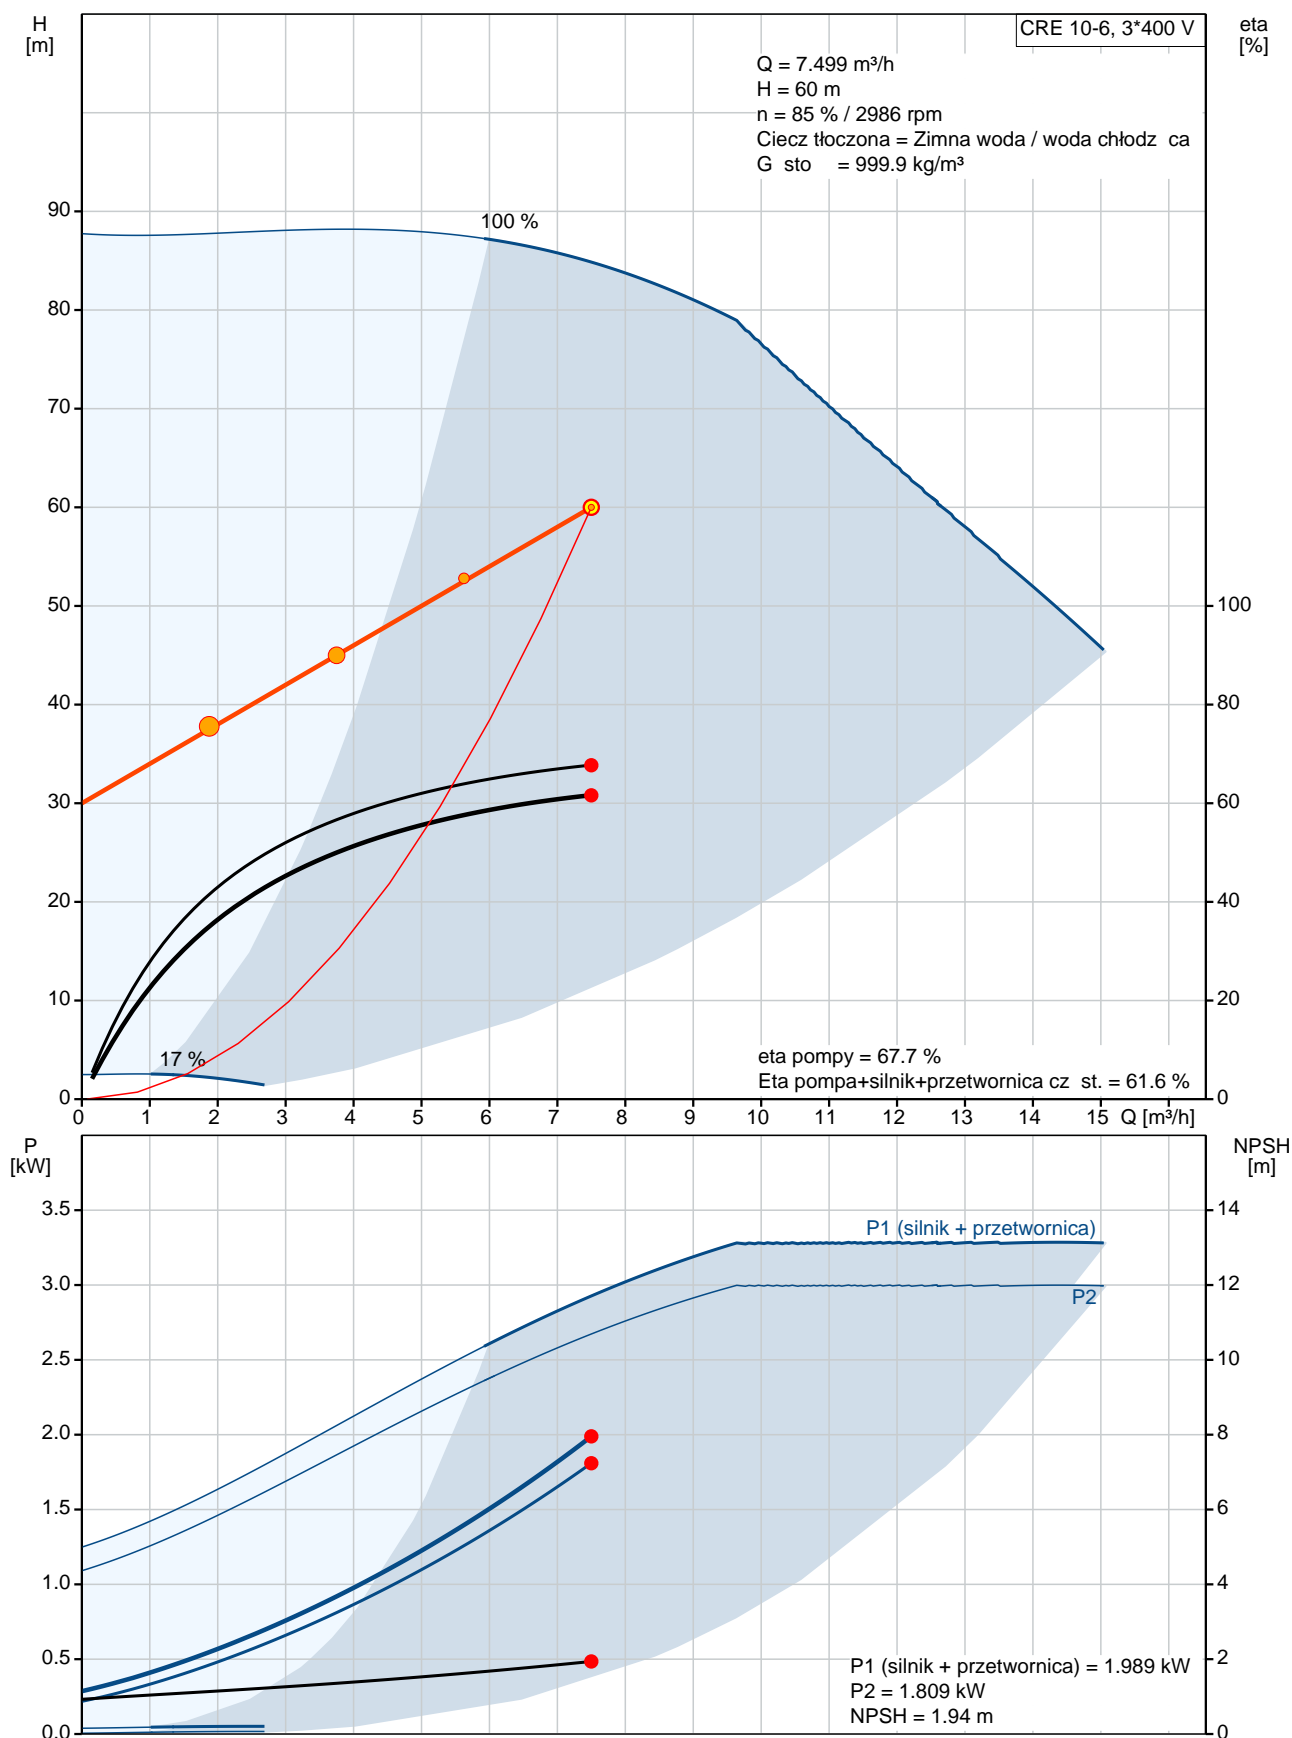 H
[m]
CRE 10-6, 3*400 V
eta
[%]
Q = 7.499 m³/h
H = 60 m
n = 85 % / 2986 rpm
Ciecz tłoczona = Zimna woda / woda chłodz ca
G sto = 999.9 kg/m³
100 %
90
80
70
60
50
40
30
20
10
0
100
80
60
40
20
0
17 %
eta pompy = 67.7 %
Eta pompa+silnik+przetwornica cz st. = 61.6 %
0 1 2 3 4 5 6 7 8 9 10 11 12 13 14 15 Q [m³/h]
P
[kW]
NPSH
[m]
3.5
3.0
2.5
2.0
1.5
1.0
0.5
0.0
14
12
10
8
6
4
2
0
P1 (silnik + przetwornica)
P2
P1 (silnik + przetwornica) = 1.989 kW
P2 = 1.809 kW
NPSH = 1.94 m